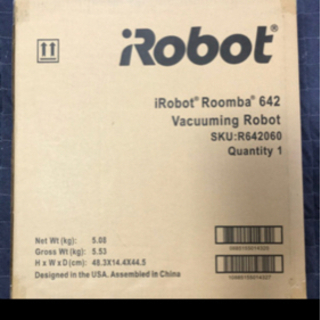 iRobot®
iRobot® Roomba® 642
Vacuuming Robot
SKU:R642060
Quantity 1
Net Wt (kg): 5.08
Gross Wt (kg): 5.53
H x W x D (cm): 48.3X14.4X44.5
Designed in the USA. Assembled in China